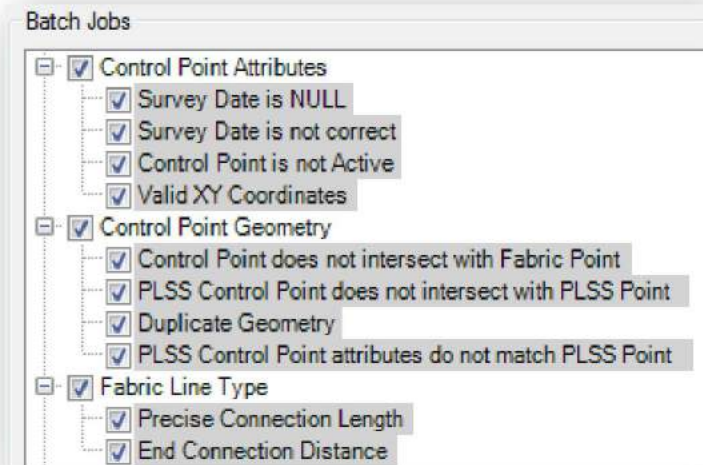 Batch Jobs
Control Point Attributes
Survey Date is NULL
Survey Date is not correct
Control Point is not Active
Valid XY Coordinates
Control Point Geometry
Control Point does not intersect with Fabric Point
PLSS Control Point does not intersect with PLSS Point
Duplicate Geometry
PLSS Control Point attributes do not match PLSS Point
Fabric Line Type
Precise Connection Length
End Connection Distance